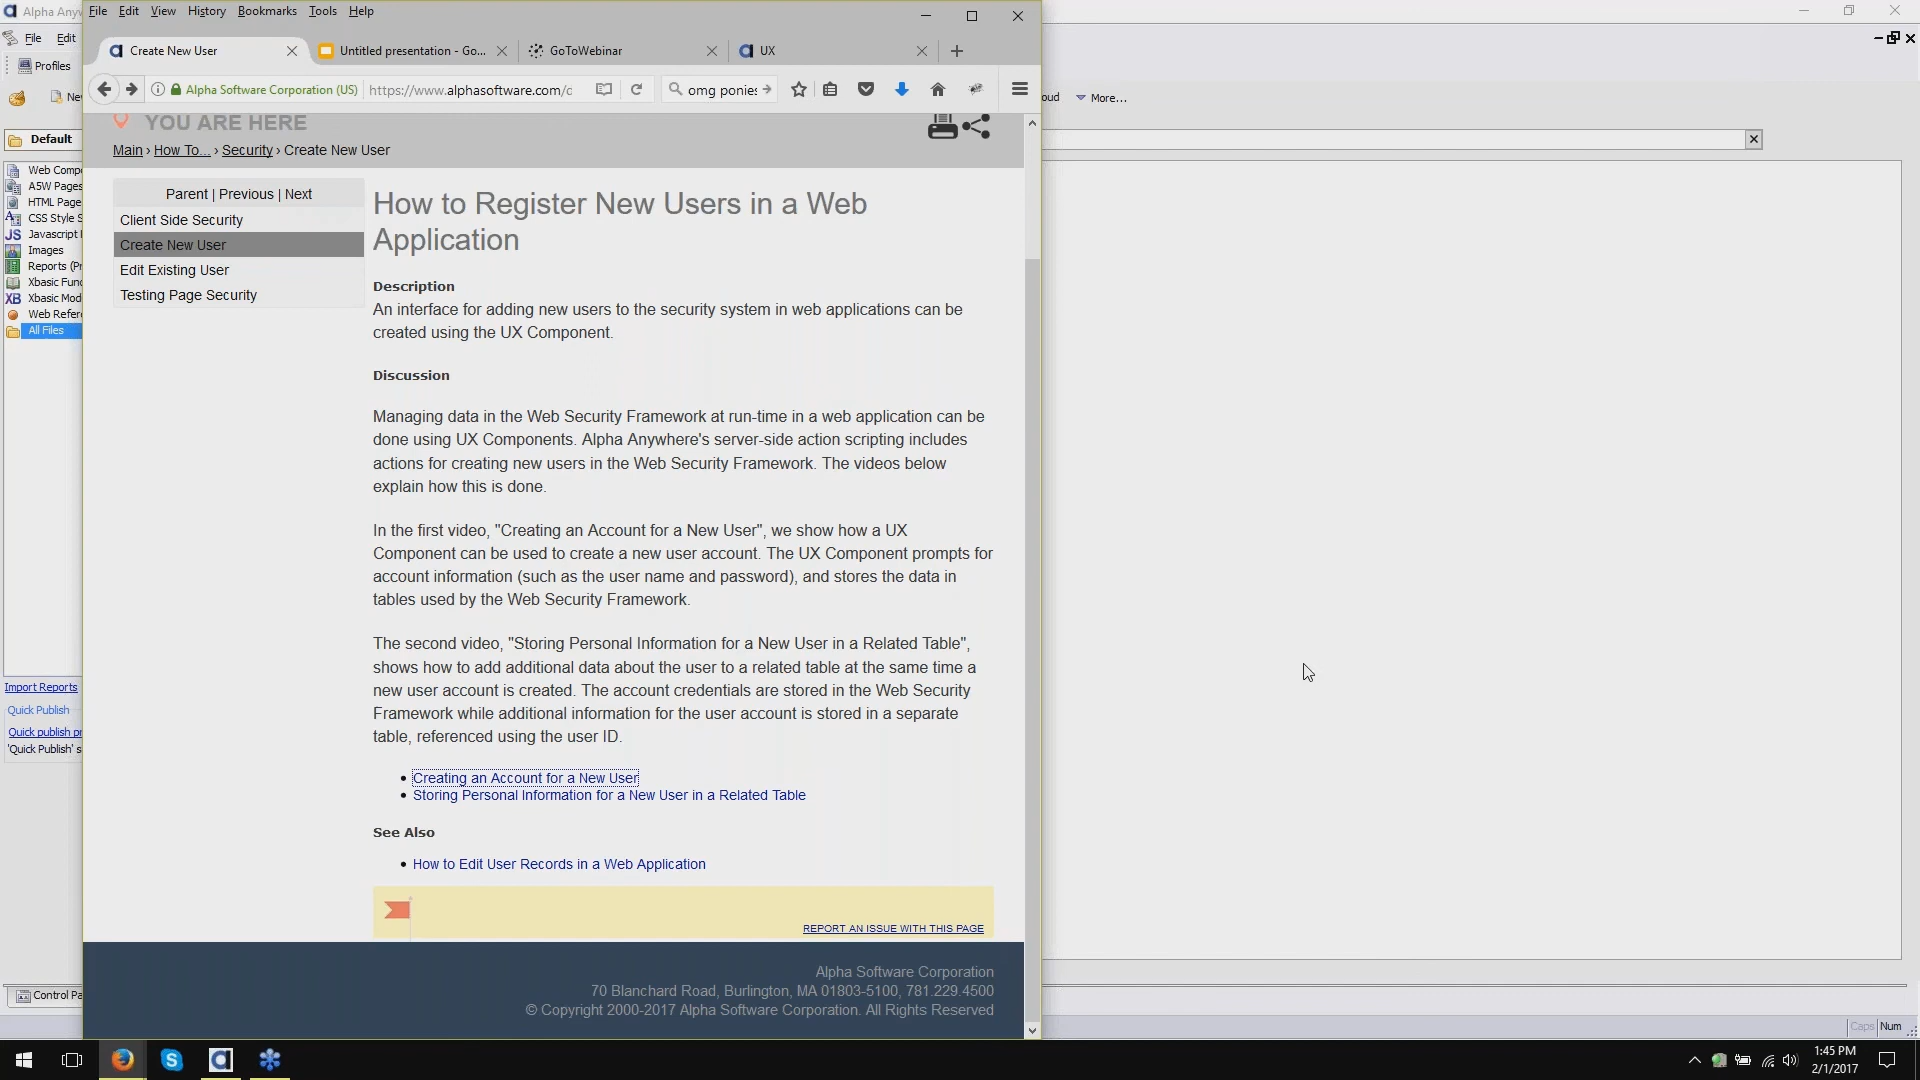 Alpha Anyw
File Edit View History Bookmarks Tools Help
File Edit
Create New User
Untitled presentation - Go...
GoToWebinar
UX
Profiles
Alpha Software Corporation (US)
https://www.alphasoftware.com/d
omg ponies
New
oud
More...
YOU ARE HERE
Default
Main › How To... › Security › Create New User
Web Compo
A5W Pages
HTML Page
CSS Style S
JS Javascript
Images
Reports (Pr
Xbasic Func
XB Xbasic Mod
Web Refer
All Files
Parent | Previous | Next
Client Side Security
Create New User
Edit Existing User
Testing Page Security
How to Register New Users in a Web
Application
Description
An interface for adding new users to the security system in web applications can be
created using the UX Component.
Discussion
Managing data in the Web Security Framework at run-time in a web application can be
done using UX Components. Alpha Anywhere's server-side action scripting includes
actions for creating new users in the Web Security Framework. The videos below
explain how this is done.
In the first video, "Creating an Account for a New User", we show how a UX
Component can be used to create a new user account. The UX Component prompts for
account information (such as the user name and password), and stores the data in
tables used by the Web Security Framework.
The second video, "Storing Personal Information for a New User in a Related Table",
shows how to add additional data about the user to a related table at the same time a
new user account is created. The account credentials are stored in the Web Security
Framework while additional information for the user account is stored in a separate
table, referenced using the user ID.
• Creating an Account for a New User
• Storing Personal Information for a New User in a Related Table
See Also
• How to Edit User Records in a Web Application
REPORT AN ISSUE WITH THIS PAGE
Import Reports
Quick Publish
Quick publish pr
'Quick Publish' s
Control Pa
Alpha Software Corporation
70 Blanchard Road, Burlington, MA 01803-5100, 781.229.4500
© Copyright 2000-2017 Alpha Software Corporation. All Rights Reserved
Caps Num
1:45 PM
2/1/2017